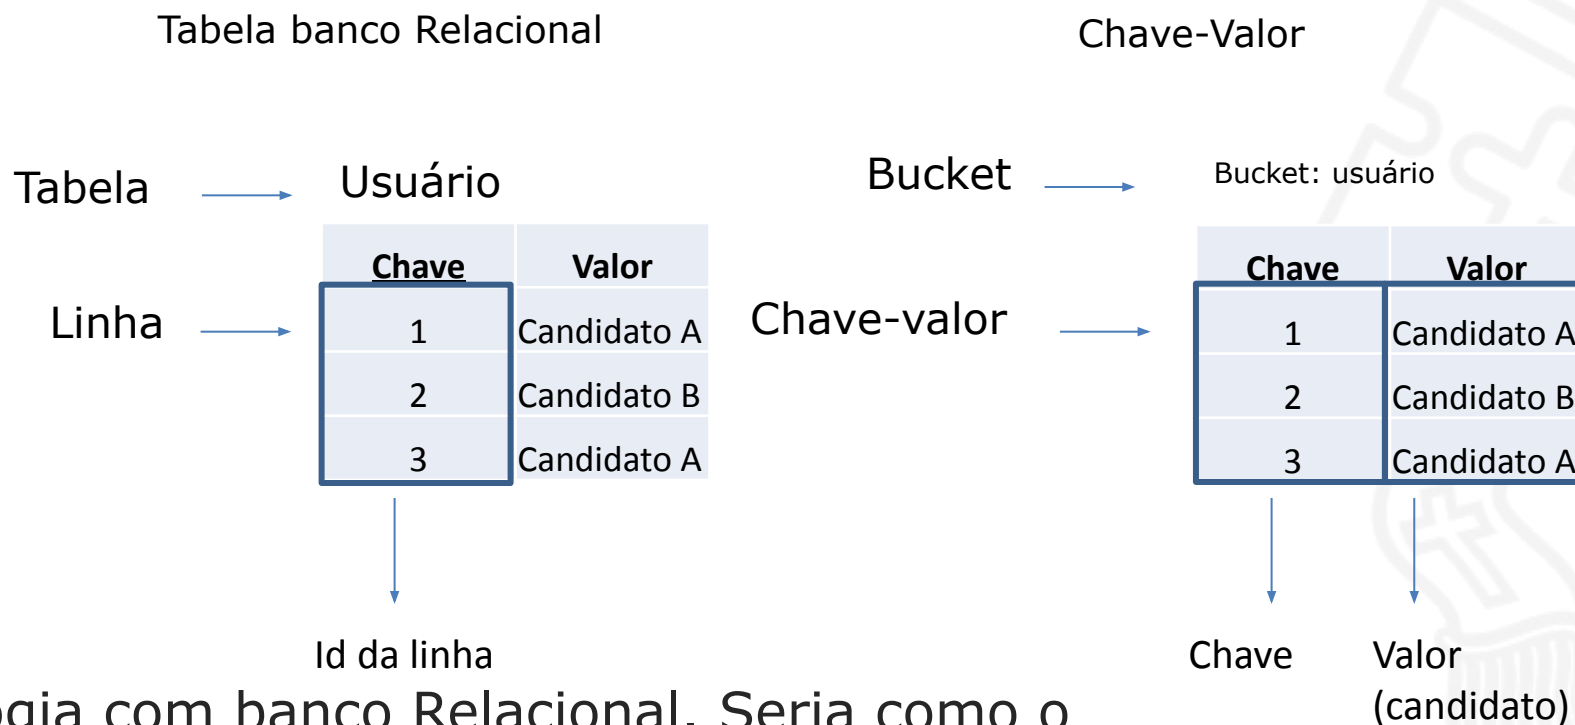 Tabela banco Relacional
Chave-Valor
Tabela
Usuário
Chave Valor
Linha
1 Candidato A
2 Candidato B
3 Candidato A
Id da linha
Bucket
Bucket: usuário
Chave Valor
Chave-valor
1 Candidato A
2 Candidato B
3 Candidato A
Chave
Valor
(candidato)
com banco Relacional. Seria como o